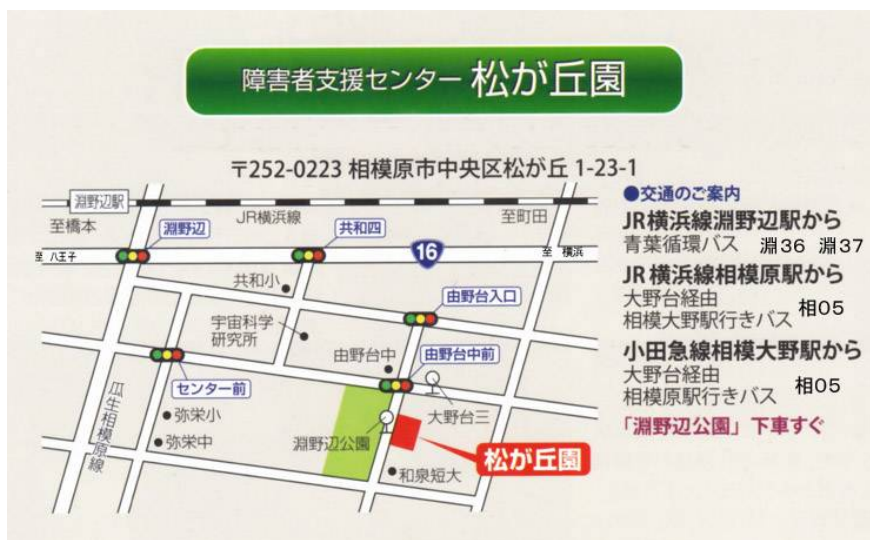 障害者支援センター 松が丘園
〒252-0223 相模原市中央区松が丘 1-23-1
淵野辺駅
至橋本
JR横浜線
至町田
淵野辺
共和四
16
至 八王子
至 横浜
共和小
由野台入口
宇宙科学
研究所
由野台中
由野台中前
センター前
大野台三
弥栄小
弥栄中
淵野辺公園
瓜生相模原線
松が丘園
和泉短大
●交通のご案内
JR横浜線淵野辺駅から
青葉循環バス 淵36 淵37
JR横浜線相模原駅から
大野台経由
相模大野駅行きバス 相05
小田急線相模大野駅から
大野台経由
相模原駅行きバス 相05
「淵野辺公園」下車すぐ